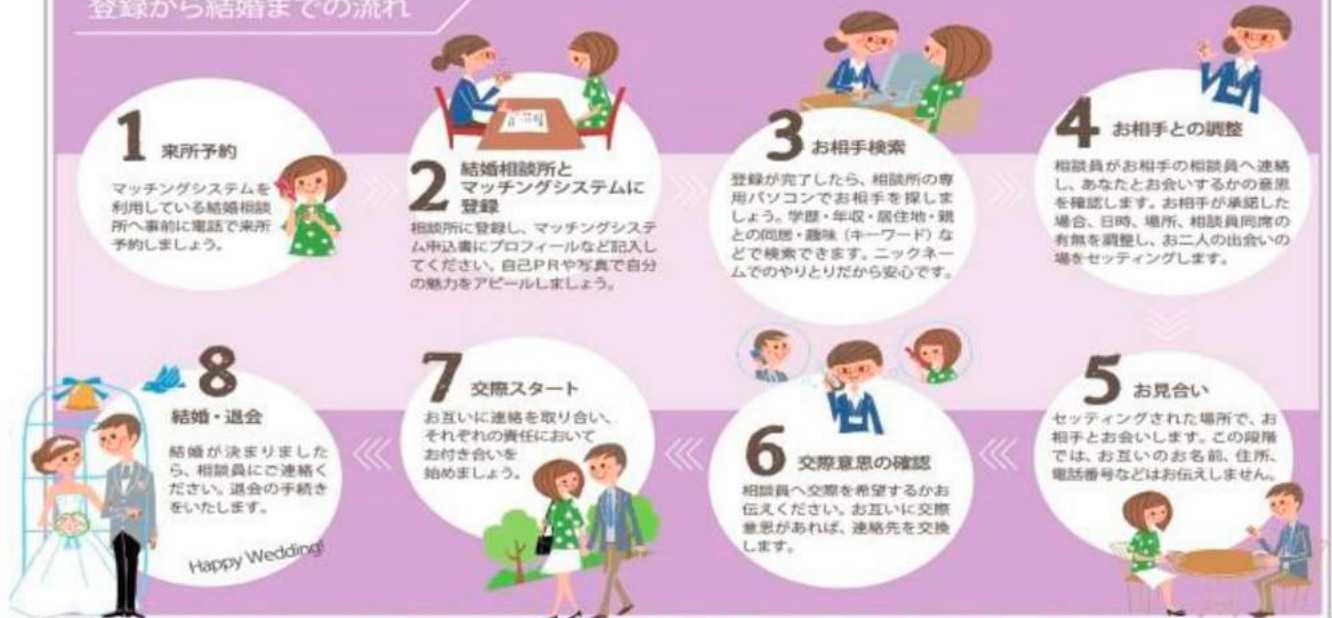 登録から結婚までの流れ
1 来所予約
マッチングシステムを
利用している結婚相談
所へ事前に電話で来所
予約しましょう。
2 結婚相談所と
マッチングシステムに
登録
相談所に登録し、マッチングシステ
ム申込書にプロフィールなど記入し
てください。自己PRや写真で自分
の魅力をアピールしましょう。
3 お相手検索
登録が完了したら、相談所の専
用パソコンでお相手を探しま
しょう。学歴・年収・居住地・親
との同居・趣味（キーワード）な
どで検索できます。ニックネー
ムでのやりとりだから安心です。
4 お相手との調整
相談員がお相手の相談員へ連絡
し、あなたとお会いするかの意思
を確認します。お相手が承諾した
場合、日時、場所、相談員同席の
有無を調整し、お二人の出会いの
場をセッティングします。
5 お見合い
セッティングされた場所で、お
相手とお会いします。この段階
では、お互いのお名前、住所、
電話番号などはお伝えしません。
6 交際意思の確認
相談員へ交際を希望するかお
伝えください。お互いに交際
意思があれば、連絡先を交換
します。
7 交際スタート
お互いに連絡を取り合い、
それぞれの責任において
お付き合いを
始めましょう。
8
結婚・退会
結婚が決まりました
ら、相談員にご連絡く
ださい。退会の手続き
をいたします。
Happy Wedding!